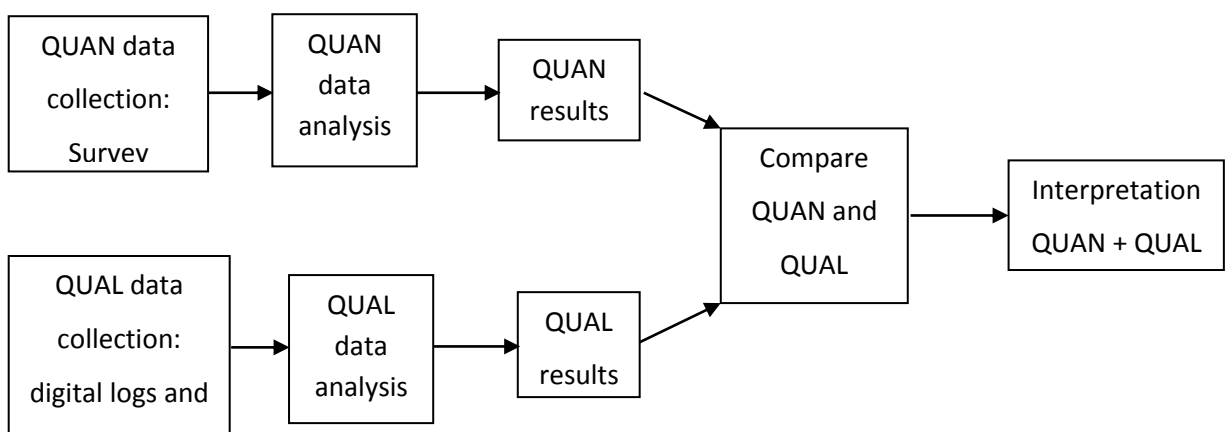 QUAN data
collection:
Survey
QUAN
data
analysis
QUAN
results
Compare
QUAN and
QUAL
Interpretation
QUAN + QUAL
QUAL data
collection:
digital logs and
QUAL
data
analysis
QUAL
results